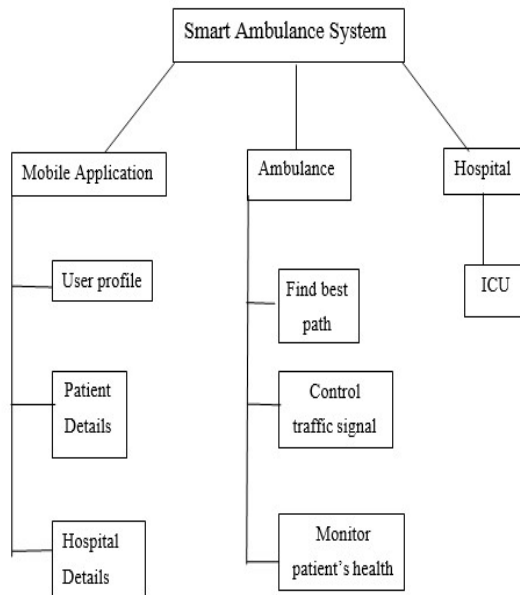 Smart Ambulance System
Mobile Application
User profile
Patient
Details
Hospital
Details
Ambulance
Find best
path
Control
traffic signal
Monitor
patient's health
Hospital
ICU